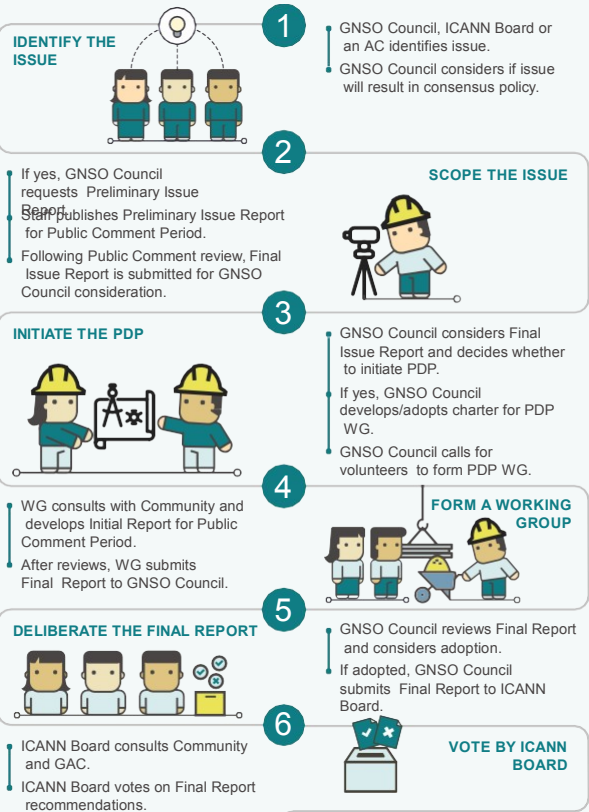 1
IDENTIFY THE
ISSUE
GNSO Council, ICANN Board or
an AC identifies issue.
GNSO Council considers if issue
will result in consensus policy.
2
SCOPE THE ISSUE
If yes, GNSO Council
requests Preliminary Issue
Report.
Staff publishes Preliminary Issue Report
for Public Comment Period.
Following Public Comment review, Final
Issue Report is submitted for GNSO
Council consideration.
3
INITIATE THE PDP
GNSO Council considers Final
Issue Report and decides whether
to initiate PDP.
If yes, GNSO Council
develops/adopts charter for PDP
WG.
GNSO Council calls for
volunteers to form PDP WG.
4
FORM A WORKING
GROUP
WG consults with Community and
develops Initial Report for Public
Comment Period.
After reviews, WG submits
Final Report to GNSO Council.
5
DELIBERATE THE FINAL REPORT
GNSO Council reviews Final Report
and considers adoption.
If adopted, GNSO Council
submits Final Report to ICANN
Board.
6
VOTE BY ICANN
BOARD
ICANN Board consults Community
and GAC.
ICANN Board votes on Final Report
recommendations.